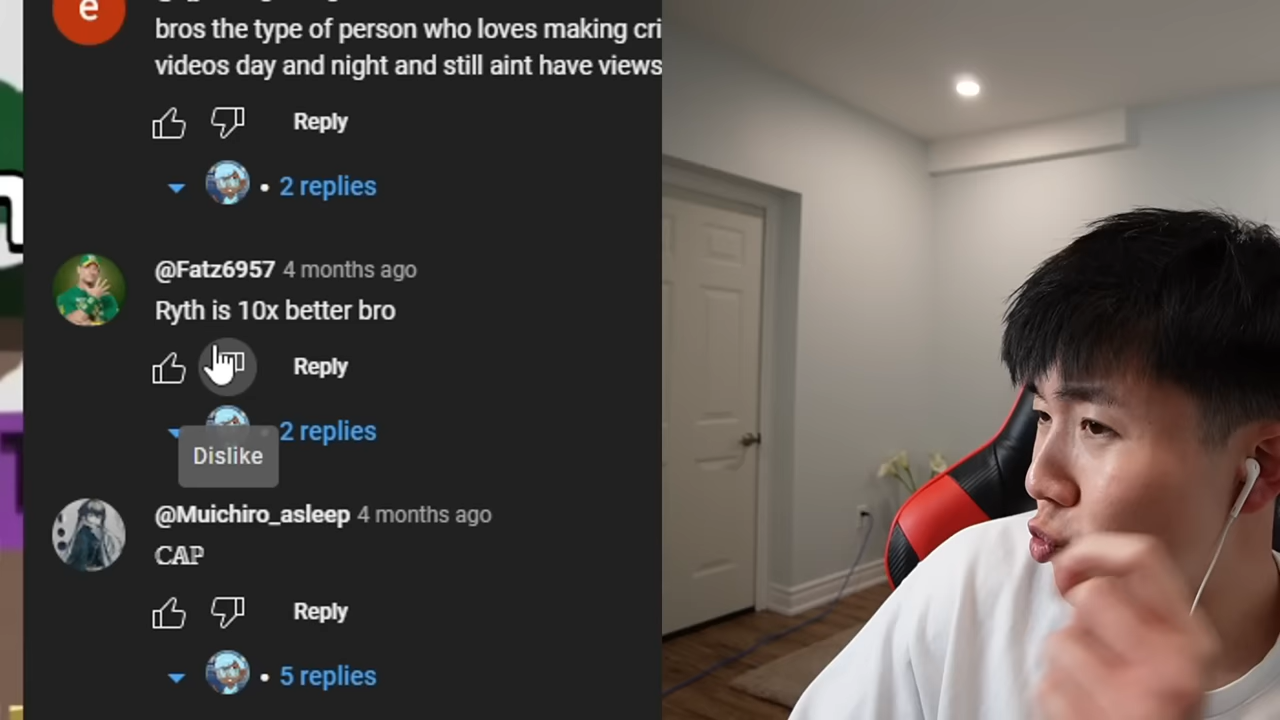 e
bros the type of person who loves making cri
videos day and night and still aint have views
Reply
2 replies
@Fatz6957 4 months ago
Ryth is 10x better bro
Reply
2 replies
Dislike
@Muichiro_asleep 4 months ago
CAP
Reply
5 replies